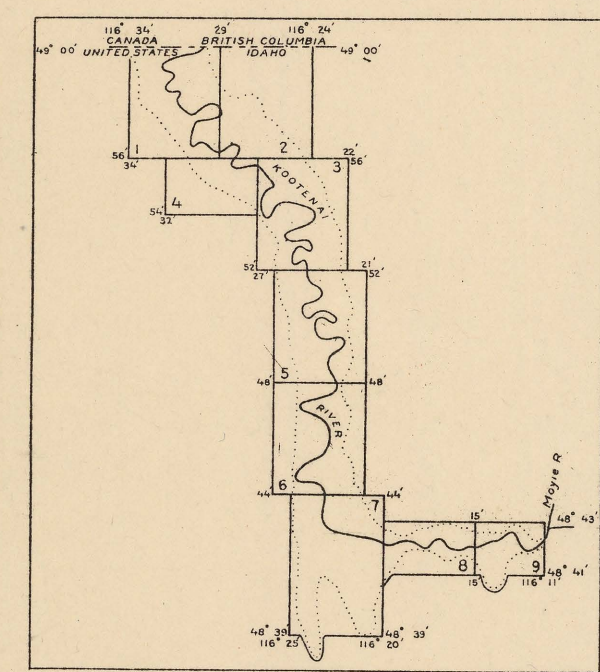 116° 34' 29' 116° 24'
CANADA BRITISH COLUMBIA
49° 00' UNITED STATES IDAHO 49° 00'
1 2 22'
56' 3 56'
34'
KOOTENAI
4
54'
32'
52' 21'
27' 52'
5
48' 48'
RIVER
6 7
44' 44'
Moyie R
15' 48° 43'
8 9 48° 41'
15' 116° 11'
48° 39' 48° 39'
116° 25' 116° 20'